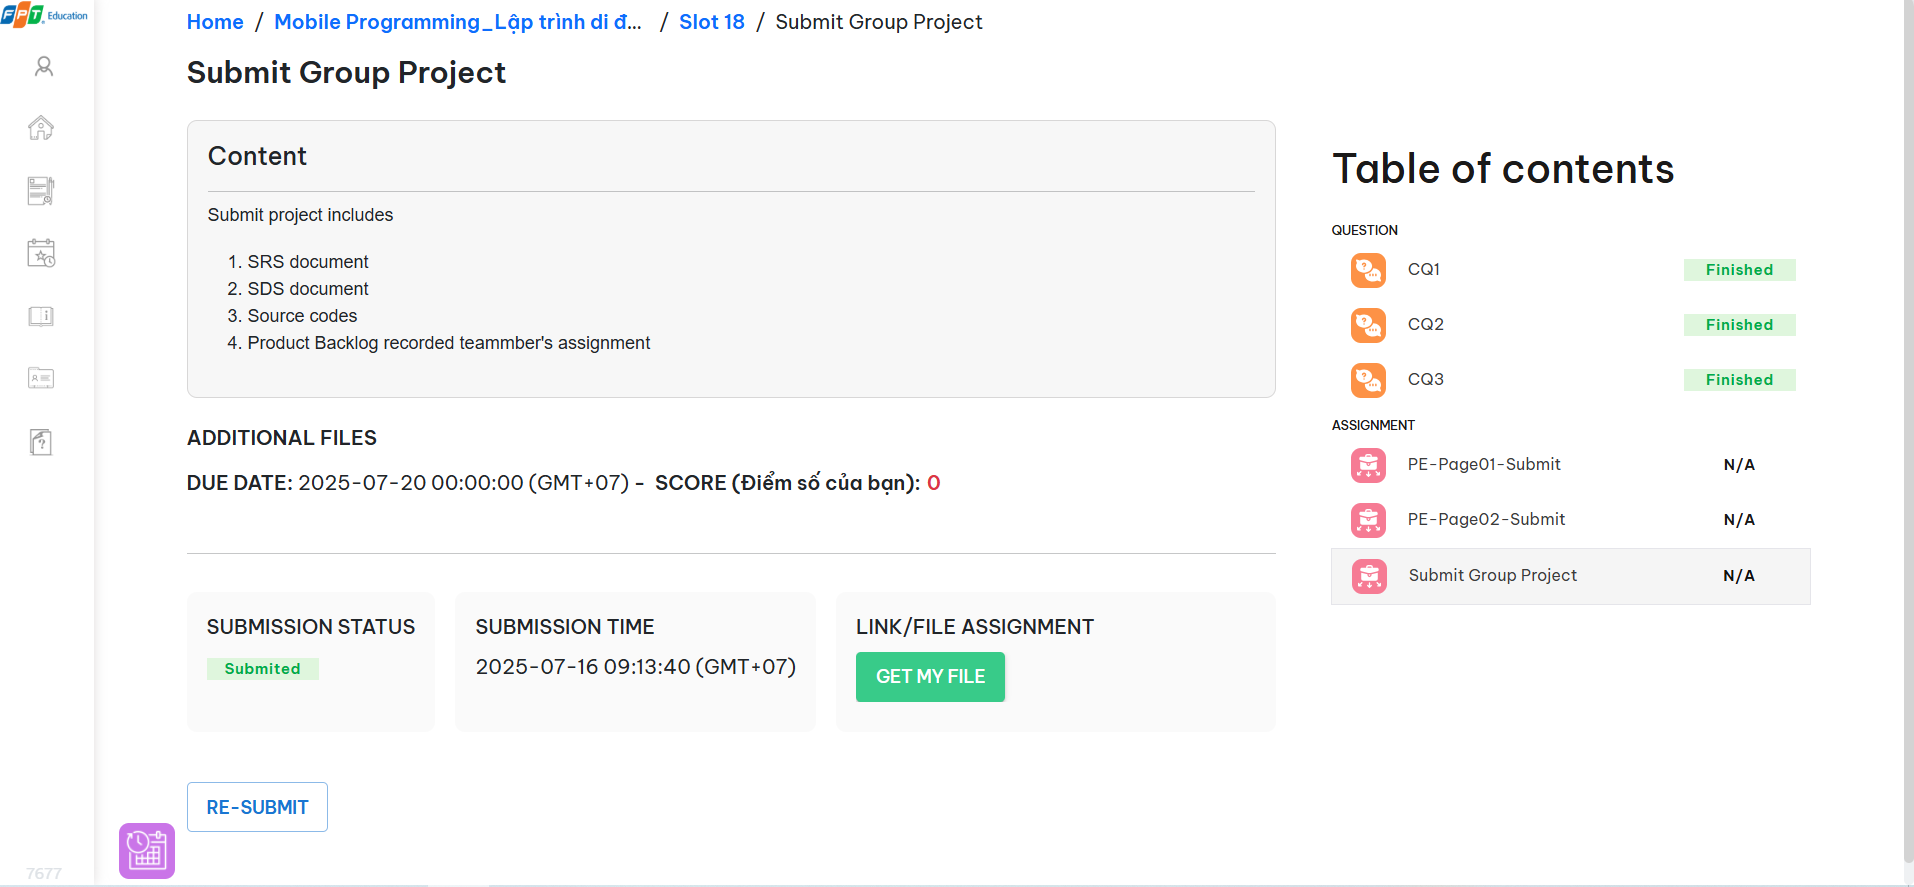 FPT Education
Home / Mobile Programming_Lập trình di đ... / Slot 18 / Submit Group Project
Submit Group Project
Content
Submit project includes
1. SRS document
2. SDS document
3. Source codes
4. Product Backlog recorded teammber's assignment
ADDITIONAL FILES
DUE DATE: 2025-07-20 00:00:00 (GMT+07) - SCORE (Điểm số của bạn): 0
SUBMISSION STATUS
Submited
SUBMISSION TIME
2025-07-16 09:13:40 (GMT+07)
LINK/FILE ASSIGNMENT
GET MY FILE
RE-SUBMIT
7677
Table of contents
QUESTION
CQ1 Finished
CQ2 Finished
CQ3 Finished
ASSIGNMENT
PE-Page01-Submit N/A
PE-Page02-Submit N/A
Submit Group Project N/A